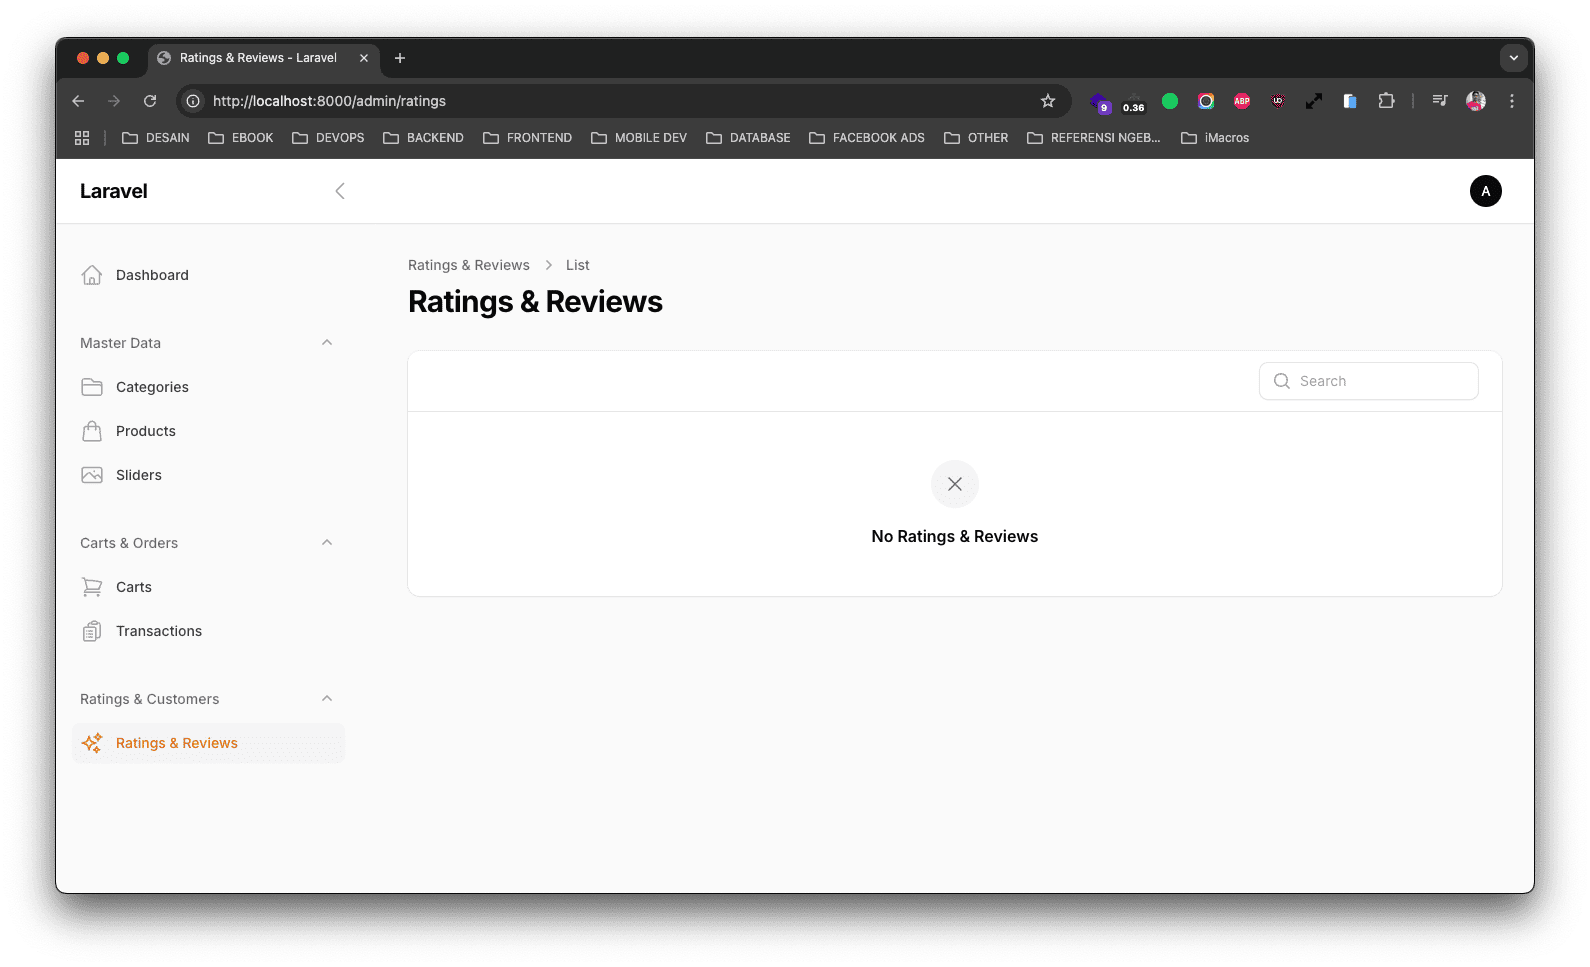 Ratings & Reviews - Laravel
http://localhost:8000/admin/ratings
9
0.36
ABP
DESAIN EBOOK DEVOPS BACKEND FRONTEND MOBILE DEV DATABASE FACEBOOK ADS OTHER REFERENSI NGEB... iMacros
Laravel
A
Dashboard
Master Data
Categories
Products
Sliders
Carts & Orders
Carts
Transactions
Ratings & Customers
Ratings & Reviews
Ratings & Reviews > List
Ratings & Reviews
Search
No Ratings & Reviews